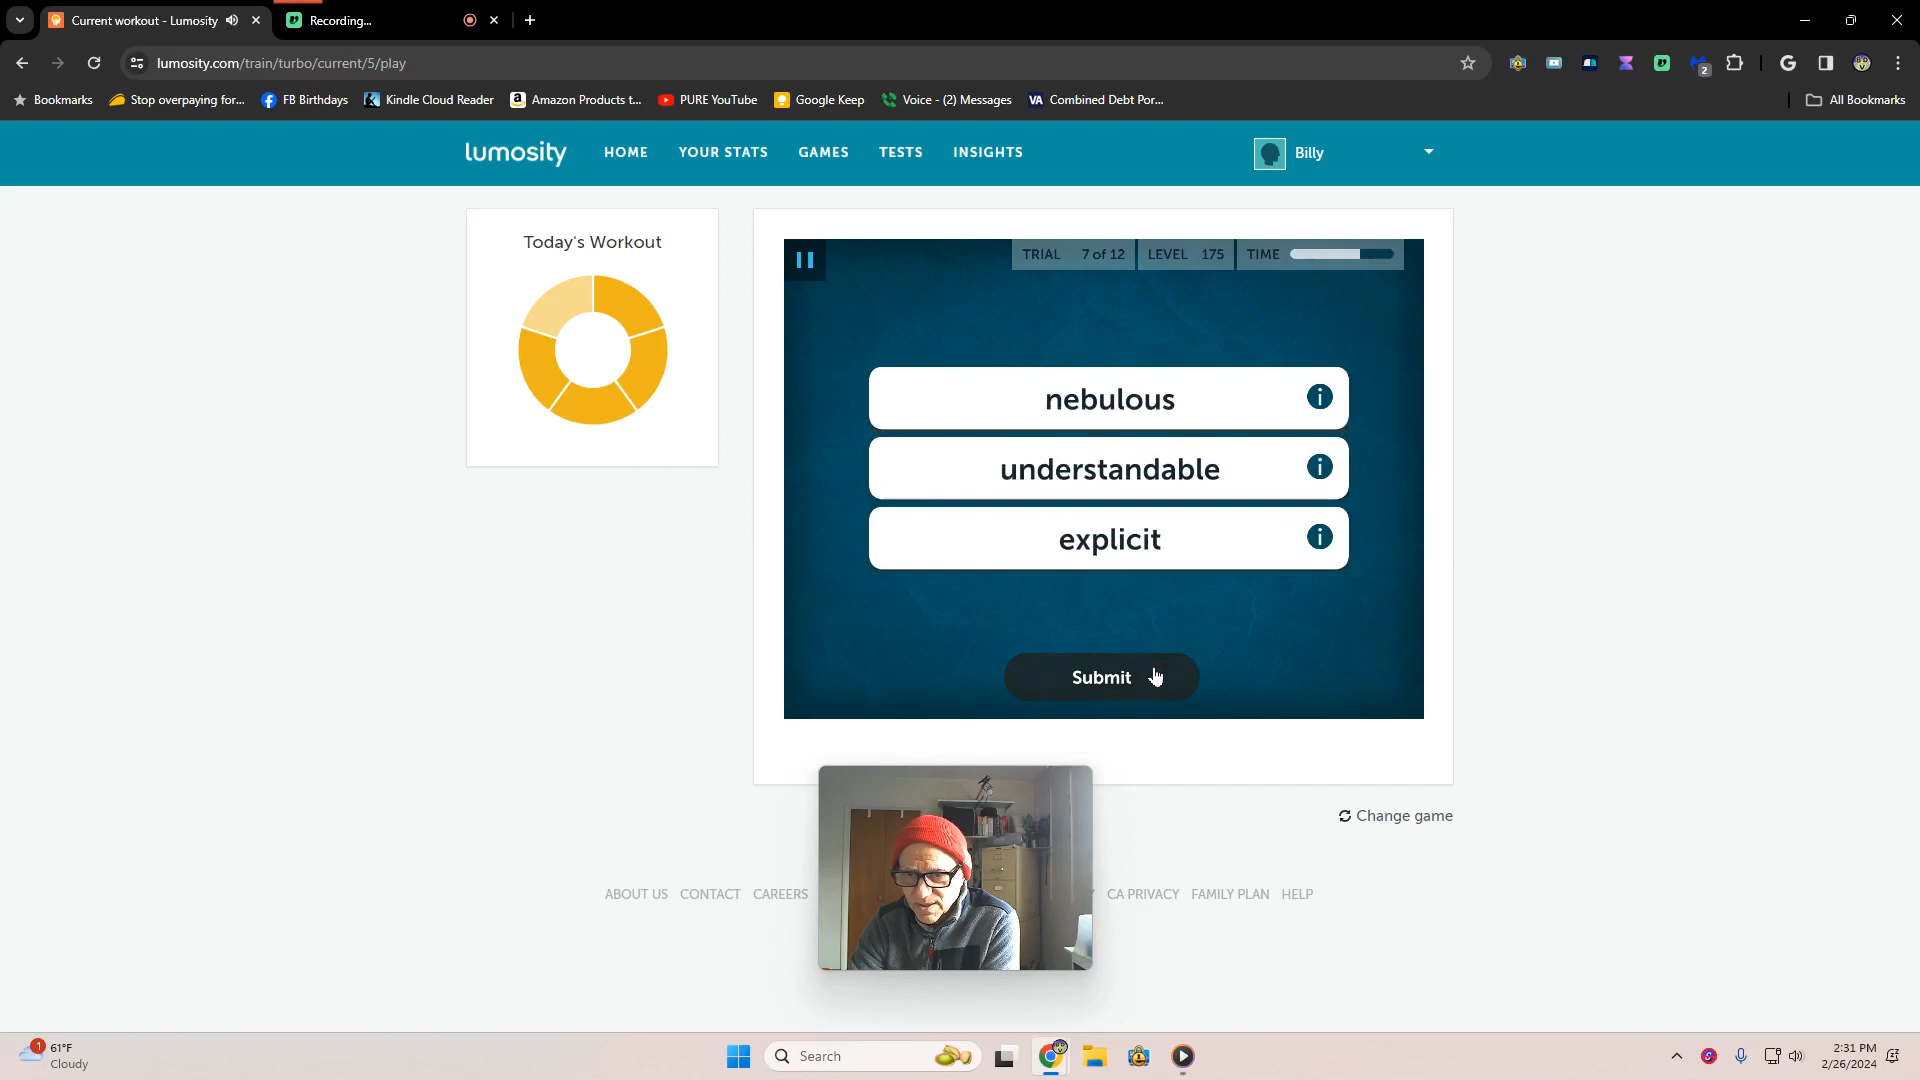 Current workout - Lumosity
Recording...
lumosity.com/train/turbo/current/5/play
2
Bookmarks
Stop overpaying for...
FB Birthdays
Kindle Cloud Reader
Amazon Products t...
PURE YouTube
Google Keep
Voice - (2) Messages
VA Combined Debt Por...
All Bookmarks
lumosity
HOME
YOUR STATS
GAMES
TESTS
INSIGHTS
Billy
Today's Workout
TRIAL 7 of 12
LEVEL 175
TIME
nebulous
understandable
explicit
Submit
Change game
ABOUT US
CONTACT
CAREERS
CA PRIVACY
FAMILY PLAN
HELP
1
61°F
Cloudy
Search
2:31 PM
2/26/2024